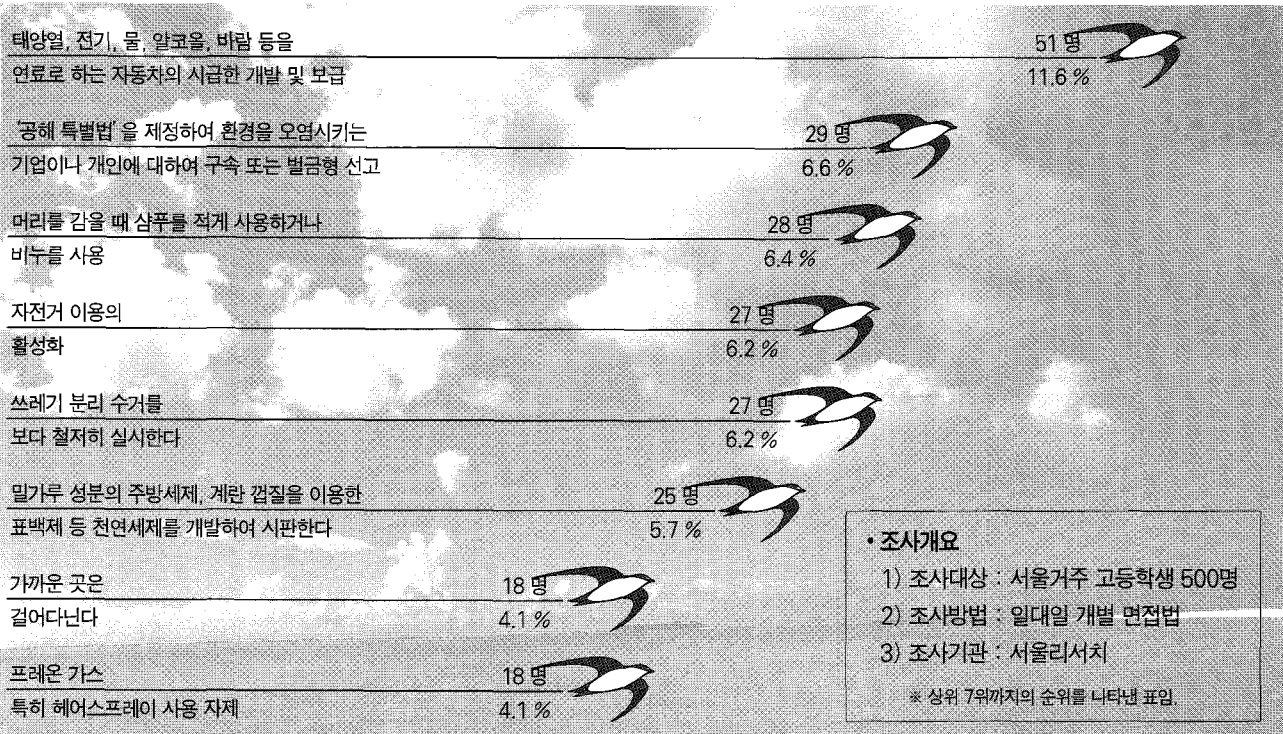 태양열, 전기, 물, 알코올, 바람 등을
51 명
연료로 하는 자동차의 시급한 개발 및 보급
11.6 %
'공해 특별법' 을 제정하여 환경을 오염시키는
29 명
기업이나 개인에 대하여 구속 또는 벌금형 선고
6.6 %
머리를 감을 때 샴푸를 적게 사용하거나
28 명
비누를 사용
6.4 %
자전거 이용의
27 명
활성화
6.2 %
쓰레기 분리 수거를
27 명
보다 철저히 실시한다
6.2 %
밀가루 성분의 주방세제, 계란 껍질을 이용한
25 명
표백제 등 천연세제를 개발하여 시판한다
5.7 %
가까운 곳은
18 명
걸어다닌다
4.1 %
프레온 가스
18 명
특히 헤어스프레이 사용 자제
4.1 %
• 조사개요
1) 조사대상 : 서울거주 고등학생 500명
2) 조사방법 : 일대일 개별 면접법
3) 조사기관 : 서울리서치
※ 상위 7위까지의 순위를 나타낸 표임.